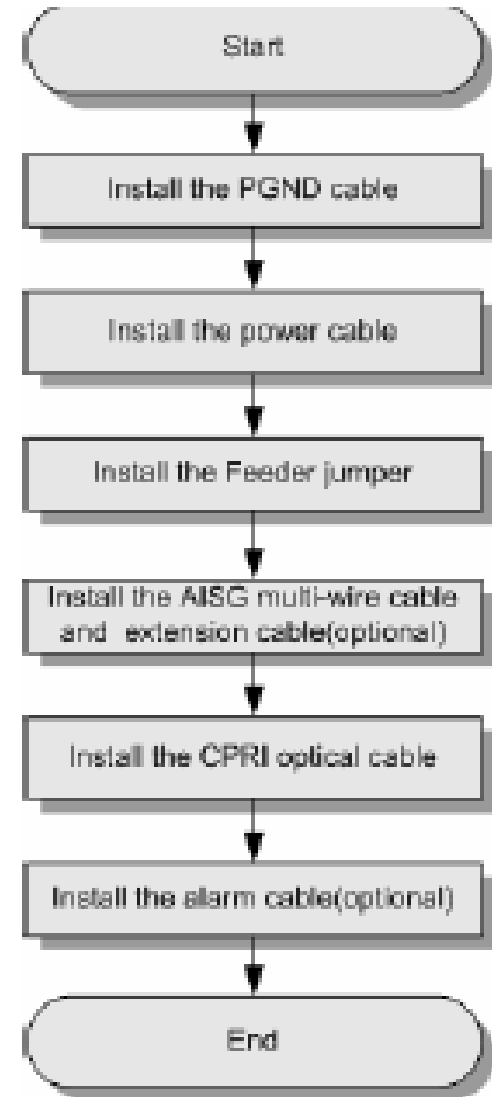 Start
Install the PGND cable
Install the power cable
Install the Feeder jumper
Install the AISG multi-wire cable
and extension cable(optional)
Install the CPRI optical cable
Install the alarm cable(optional)
End